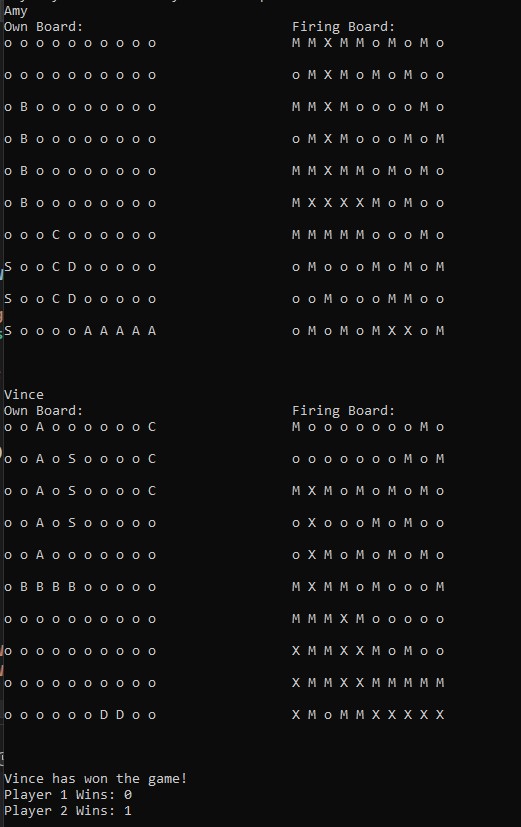 Amy
Own Board: Firing Board:
o o o o o o o o o o M M X M M o M o M o
o o o o o o o o o o o M X M o M o M o o
o B o o o o o o o o M M X M o o o o M o
o B o o o o o o o o o M X M o o o M o M
o B o o o o o o o o M M X M M o M o M o
o B o o o o o o o o M X X X X M o M o o
o o o C o o o o o o M M M M M o o o M o
S o o C D o o o o o o M o o o M o M o M
S o o C D o o o o o o o M o o o M M o o
S o o o o A A A A A o M o M o M X X o M
Vince
Own Board: Firing Board:
o o A o o o o o o C M o o o o o o o M o
o o A o S o o o o C o o o o o o o M o M
o o A o S o o o o C M X M o M o M o M o
o o A o S o o o o o o X o o o M o M o o
o o A o o o o o o o o X M o M o M o M o
o B B B B o o o o o M X M M o M o o o M
o o o o o o o o o o M M M X M o o o o o
o o o o o o o o o o X M M X X M o M o o
o o o o o o o o o o X M M X X M M M M M
o o o o o o D D o o X M o M M X X X X X
Vince has won the game!
Player 1 Wins: 0
Player 2 Wins: 1